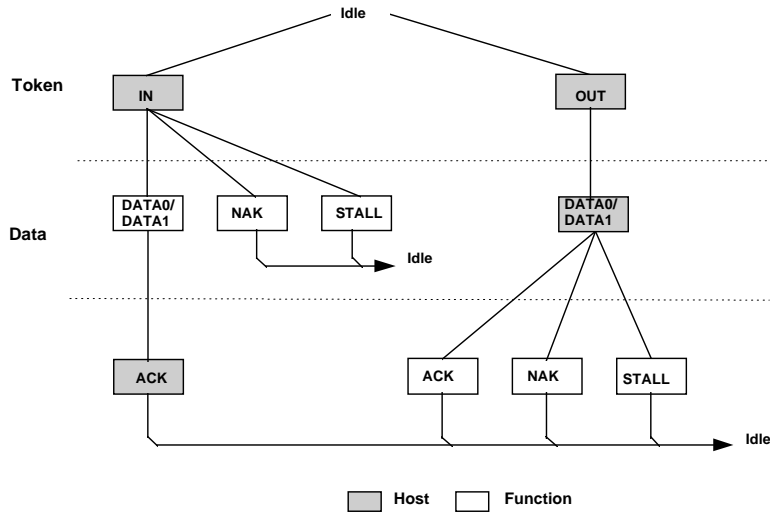 Idle
Token
IN
OUT
DATA0/
DATA1
NAK
STALL
DATA0/
DATA1
Data
Idle
ACK
ACK
NAK
STALL
Idle
Host
Function